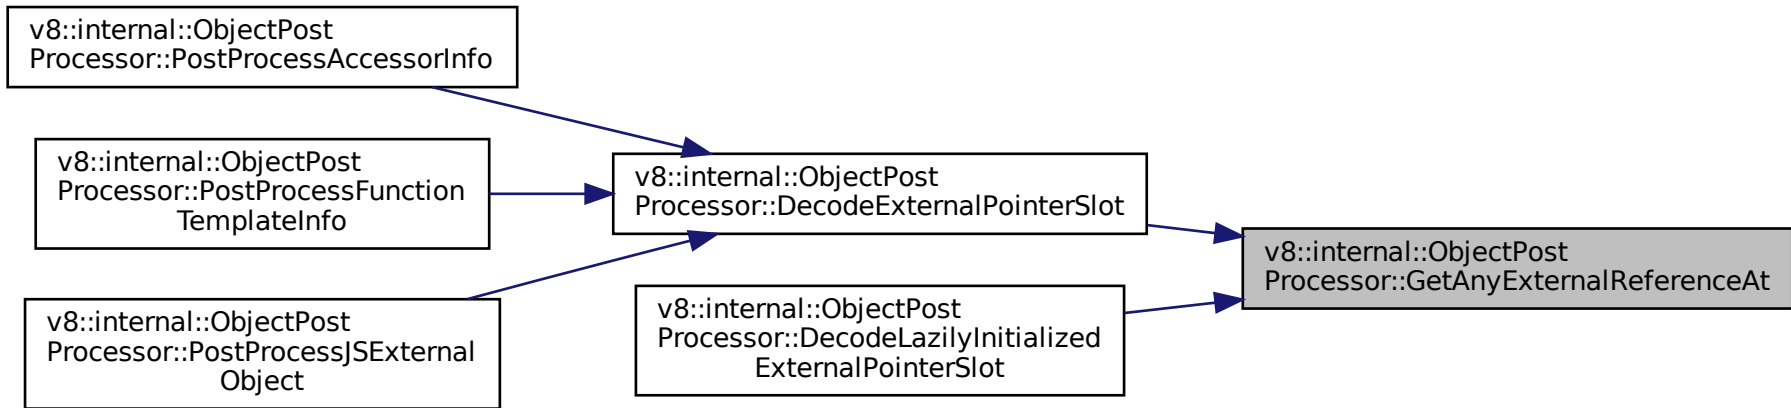 v8::internal::ObjectPost
Processor::PostProcessAccessorInfo
v8::internal::ObjectPost
Processor::PostProcessFunction
TemplateInfo
v8::internal::ObjectPost
Processor::PostProcessJSExternal
Object
v8::internal::ObjectPost
Processor::DecodeExternalPointerSlot
v8::internal::ObjectPost
Processor::DecodeLazilyInitialized
ExternalPointerSlot
v8::internal::ObjectPost
Processor::GetAnyExternalReferenceAt